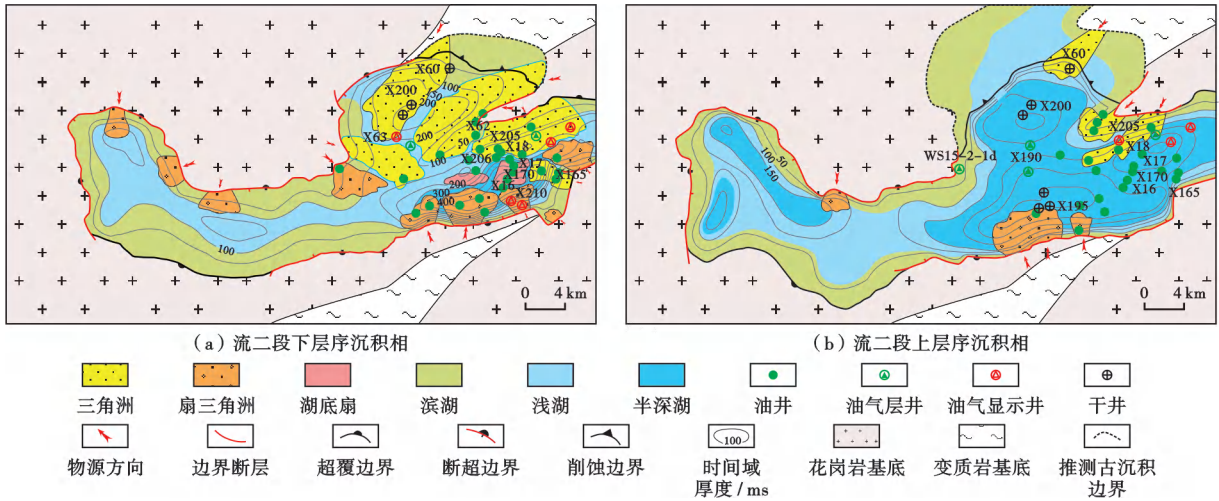 X60
100
150
X200
200
X63
X62
200
50
X205
X18
100
X206
X17
X170
200
X165
X16
300
X210
400
100
0 4 km
(a) 流二段下层序沉积相
X60
X200
X205
WS15-2-1d
X18
X190
X17
50
100
X170
150
X16
X165
X195
0 4 km
(b) 流二段上层序沉积相
三角洲 扇三角洲 湖底扇 滨湖 浅湖 半深湖 油井 油气层井 油气显示井 干井
100
物源方向 边界断层 超覆边界 断超边界 削蚀边界 时间域 花岗岩基底 变质岩基底 推测古沉积
厚度/ms 边界